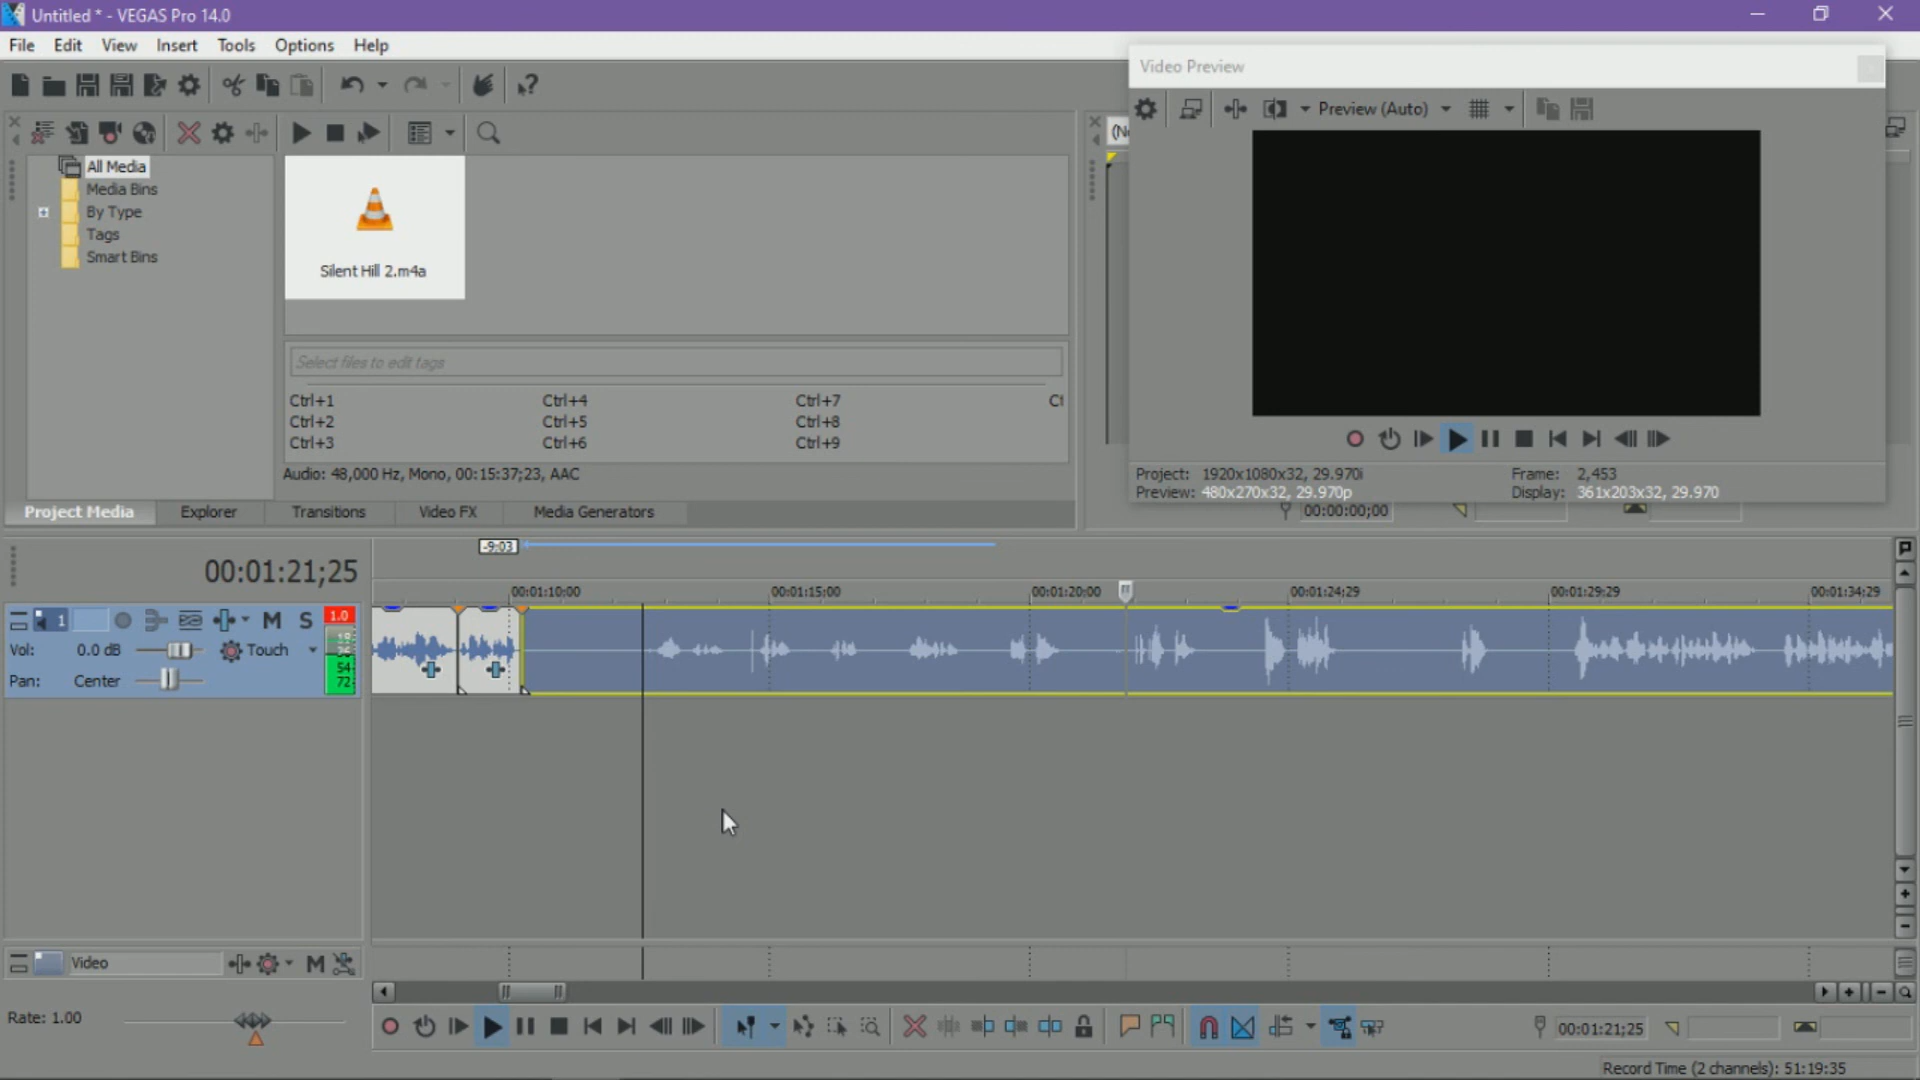 Untitled * - VEGAS Pro 14.0
File Edit View Insert Tools Options Help
Video Preview
Preview (Auto)
All Media
Media Bins
By Type
Tags
Smart Bins
Silent Hill 2.m4a
Select files to edit tags
Ctrl+1 Ctrl+4 Ctrl+7
Ctrl+2 Ctrl+5 Ctrl+8
Ctrl+3 Ctrl+6 Ctrl+9
Audio: 48,000 Hz, Mono, 00:15:37;23, AAC
Project: 1920x1080x32, 29.970i Frame: 2,453
Preview: 480x270x32, 29.970p Display: 361x203x32, 29.970
00:00:00;00
Project Media Explorer Transitions Video FX Media Generators
-9:03
00:01:21;25
00:01:10:00 00:01:15:00 00:01:20:00 00:01:24:29 00:01:29:29 00:01:34:29
1 M S 1.0
Vol: 0.0 dB Touch
54
Pan: Center 72
Video M
Rate: 1.00
00:01:21;25
Record Time (2 channels): 51:19:35